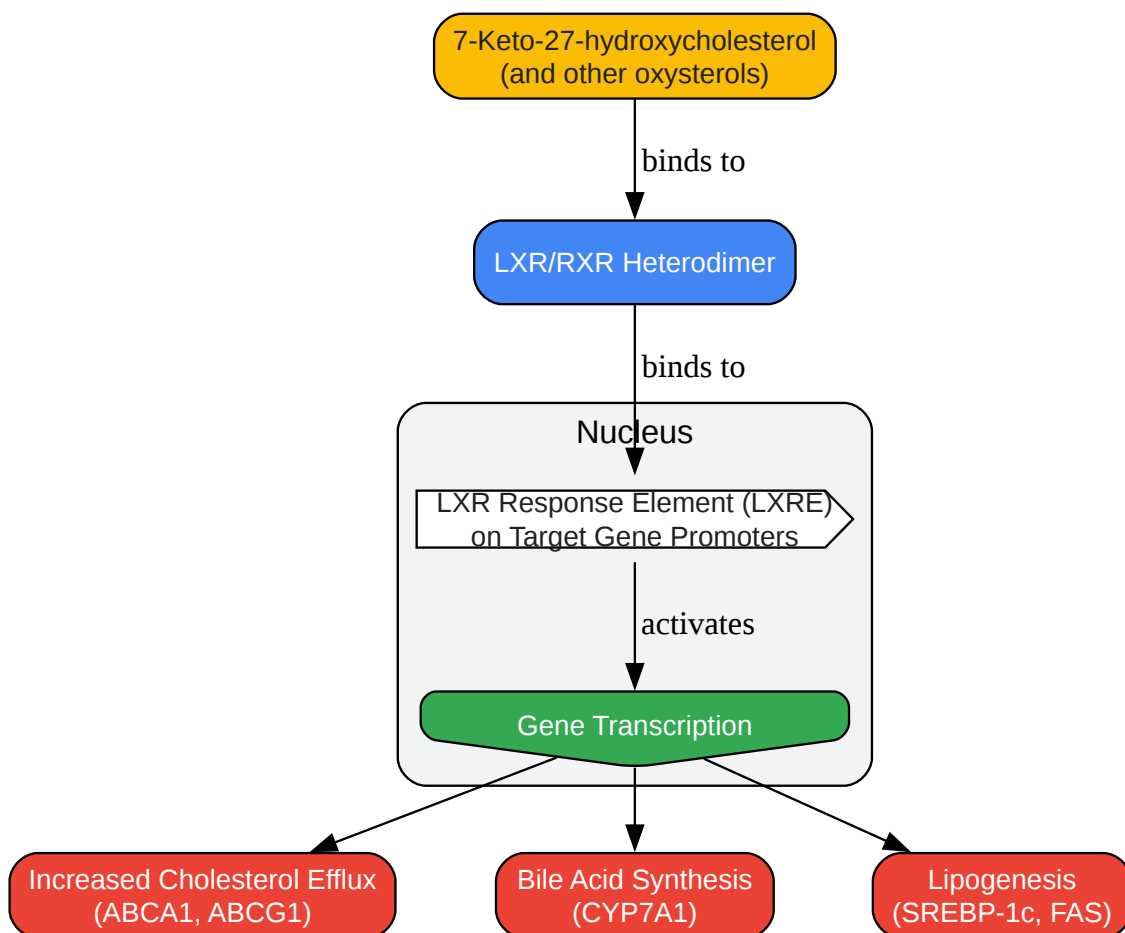 7-Keto-27-hydroxycholesterol
(and other oxysterols)
binds to
LXR/RXR Heterodimer
binds to
Nucleus
LXR Response Element (LXRE)
on Target Gene Promoters
activates
Gene Transcription
Increased Cholesterol Efflux
(ABCA1, ABCG1)
Bile Acid Synthesis
(CYP7A1)
Lipogenesis
(SREBP-1c, FAS)